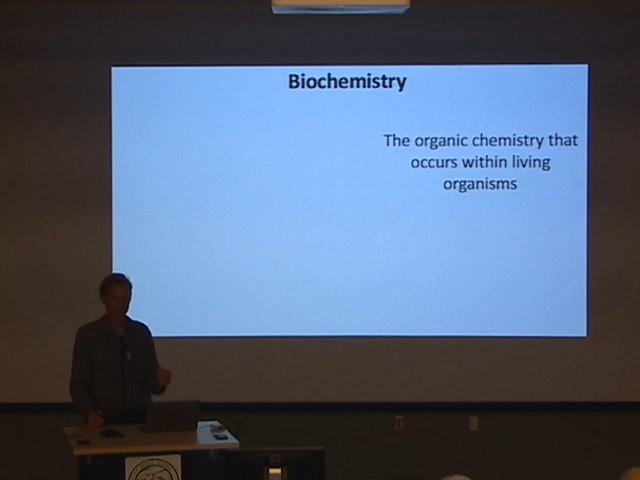 Biochemistry
The organic chemistry that
occurs within living
organisms